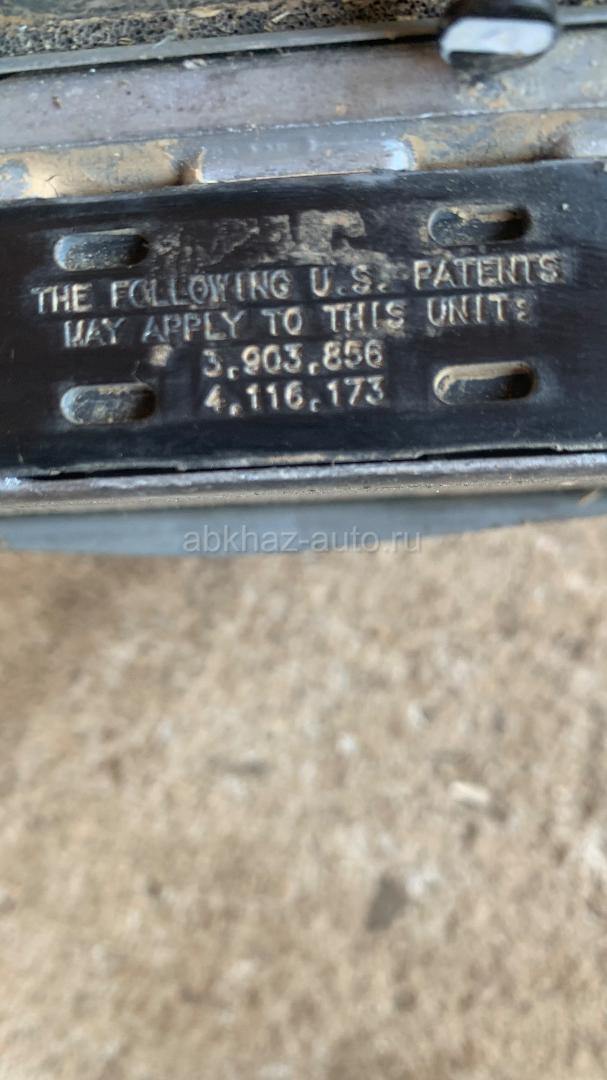 THE FOLLOWING U.S. PATENTS
MAY APPLY TO THIS UNIT:
3,903,856
4,116,173
abkhaz-auto.ru